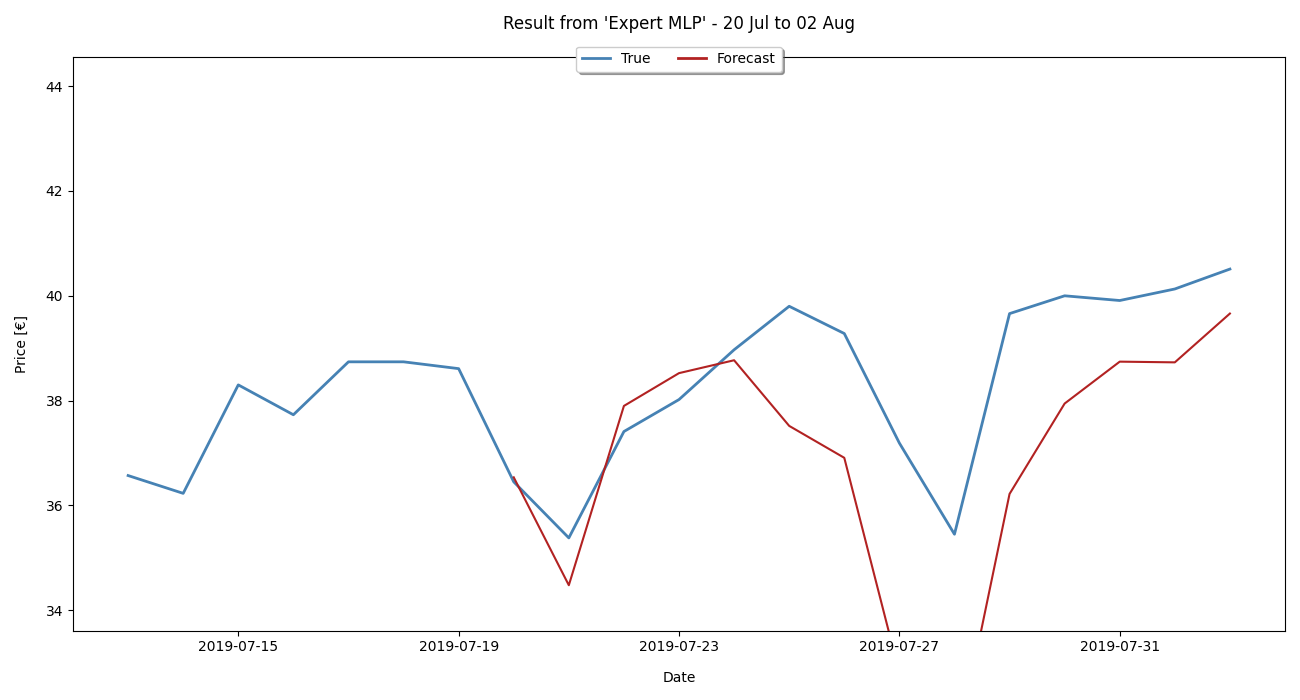 Result from 'Expert MLP' - 20 Jul to 02 Aug
True Forecast
44
42
40
38
36
34
Price [€]
2019-07-15 2019-07-19 2019-07-23 2019-07-27 2019-07-31
Date